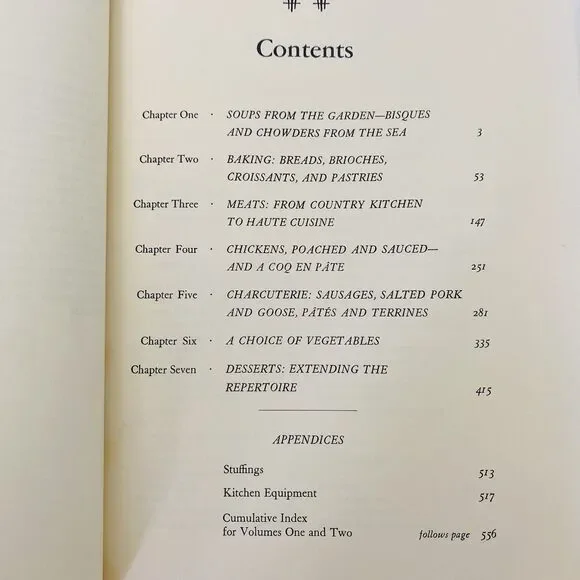 Contents
Chapter One · SOUPS FROM THE GARDEN—BISQUES
AND CHOWDERS FROM THE SEA 3
Chapter Two · BAKING: BREADS, BRIOCHES,
CROISSANTS, AND PASTRIES 53
Chapter Three · MEATS: FROM COUNTRY KITCHEN
TO HAUTE CUISINE 147
Chapter Four · CHICKENS, POACHED AND SAUCED—
AND A COQ EN PÂTE 251
Chapter Five · CHARCUTERIE: SAUSAGES, SALTED PORK
AND GOOSE, PÂTÉS AND TERRINES 281
Chapter Six · A CHOICE OF VEGETABLES 335
Chapter Seven · DESSERTS: EXTENDING THE
REPERTOIRE 415
APPENDICES
Stuffings 513
Kitchen Equipment 517
Cumulative Index
for Volumes One and Two follows page 556